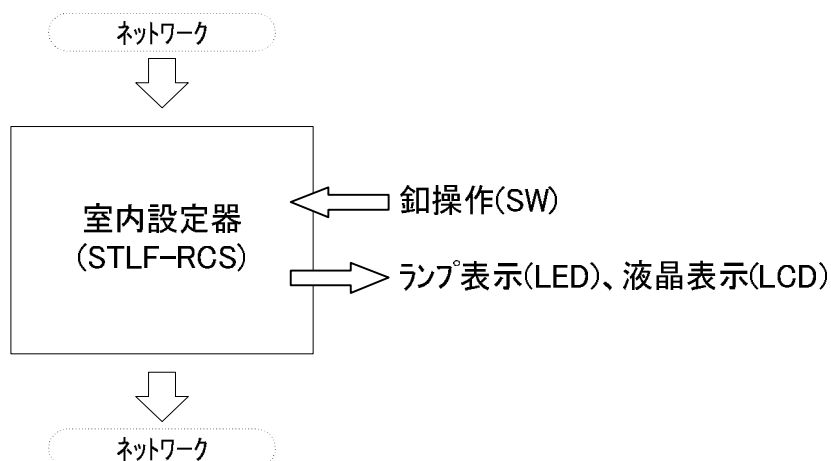 ネットワーク
室内設定器
(STLF-RCS)
釦操作(SW)
ランプ表示(LED)、液晶表示(LCD)
ネットワーク